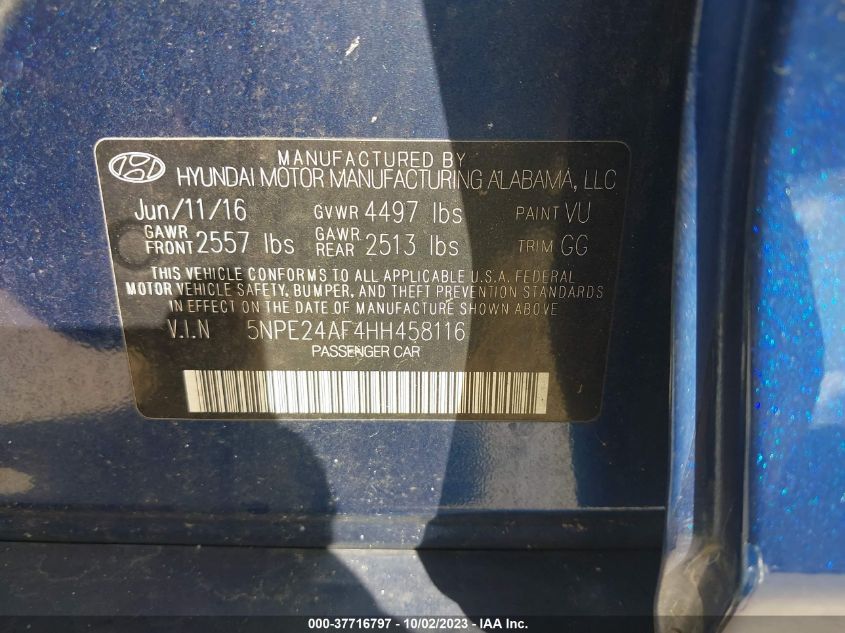 MANUFACTURED BY
HYUNDAI MOTOR MANUFACTURING ALABAMA, LLC
Jun/11/16 GVWR 4497 lbs PAINT VU
GAWR FRONT 2557 lbs GAWR REAR 2513 lbs TRIM GG
THIS VEHICLE CONFORMS TO ALL APPLICABLE U.S.A. FEDERAL
MOTOR VEHICLE SAFETY, BUMPER, AND THEFT PREVENTION STANDARDS
IN EFFECT ON THE DATE OF MANUFACTURE SHOWN ABOVE
V.I.N 5NPE24AF4HH458116
PASSENGER CAR
000-37716797 - 10/02/2023 - IAA Inc.